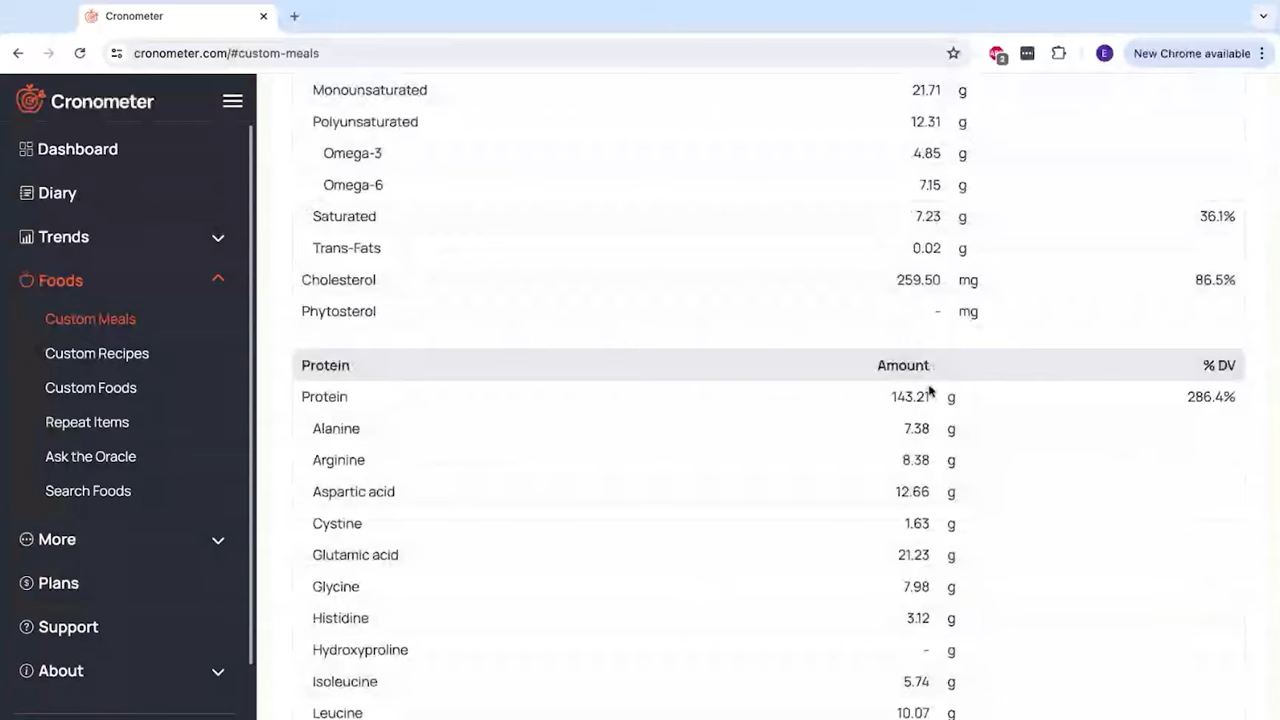 Cronometer
cronometer.com/#custom-meals
2
E
New Chrome available
Cronometer
Dashboard
Diary
Trends
Foods
Custom Meals
Custom Recipes
Custom Foods
Repeat Items
Ask the Oracle
Search Foods
More
Plans
Support
About
Monounsaturated 21.71 g
Polyunsaturated 12.31 g
Omega-3 4.85 g
Omega-6 7.15 g
Saturated 7.23 g 36.1%
Trans-Fats 0.02 g
Cholesterol 259.50 mg 86.5%
Phytosterol - mg
Protein Amount % DV
Protein 143.21 g 286.4%
Alanine 7.38 g
Arginine 8.38 g
Aspartic acid 12.66 g
Cystine 1.63 g
Glutamic acid 21.23 g
Glycine 7.98 g
Histidine 3.12 g
Hydroxyproline - g
Isoleucine 5.74 g
Leucine 10.07 g